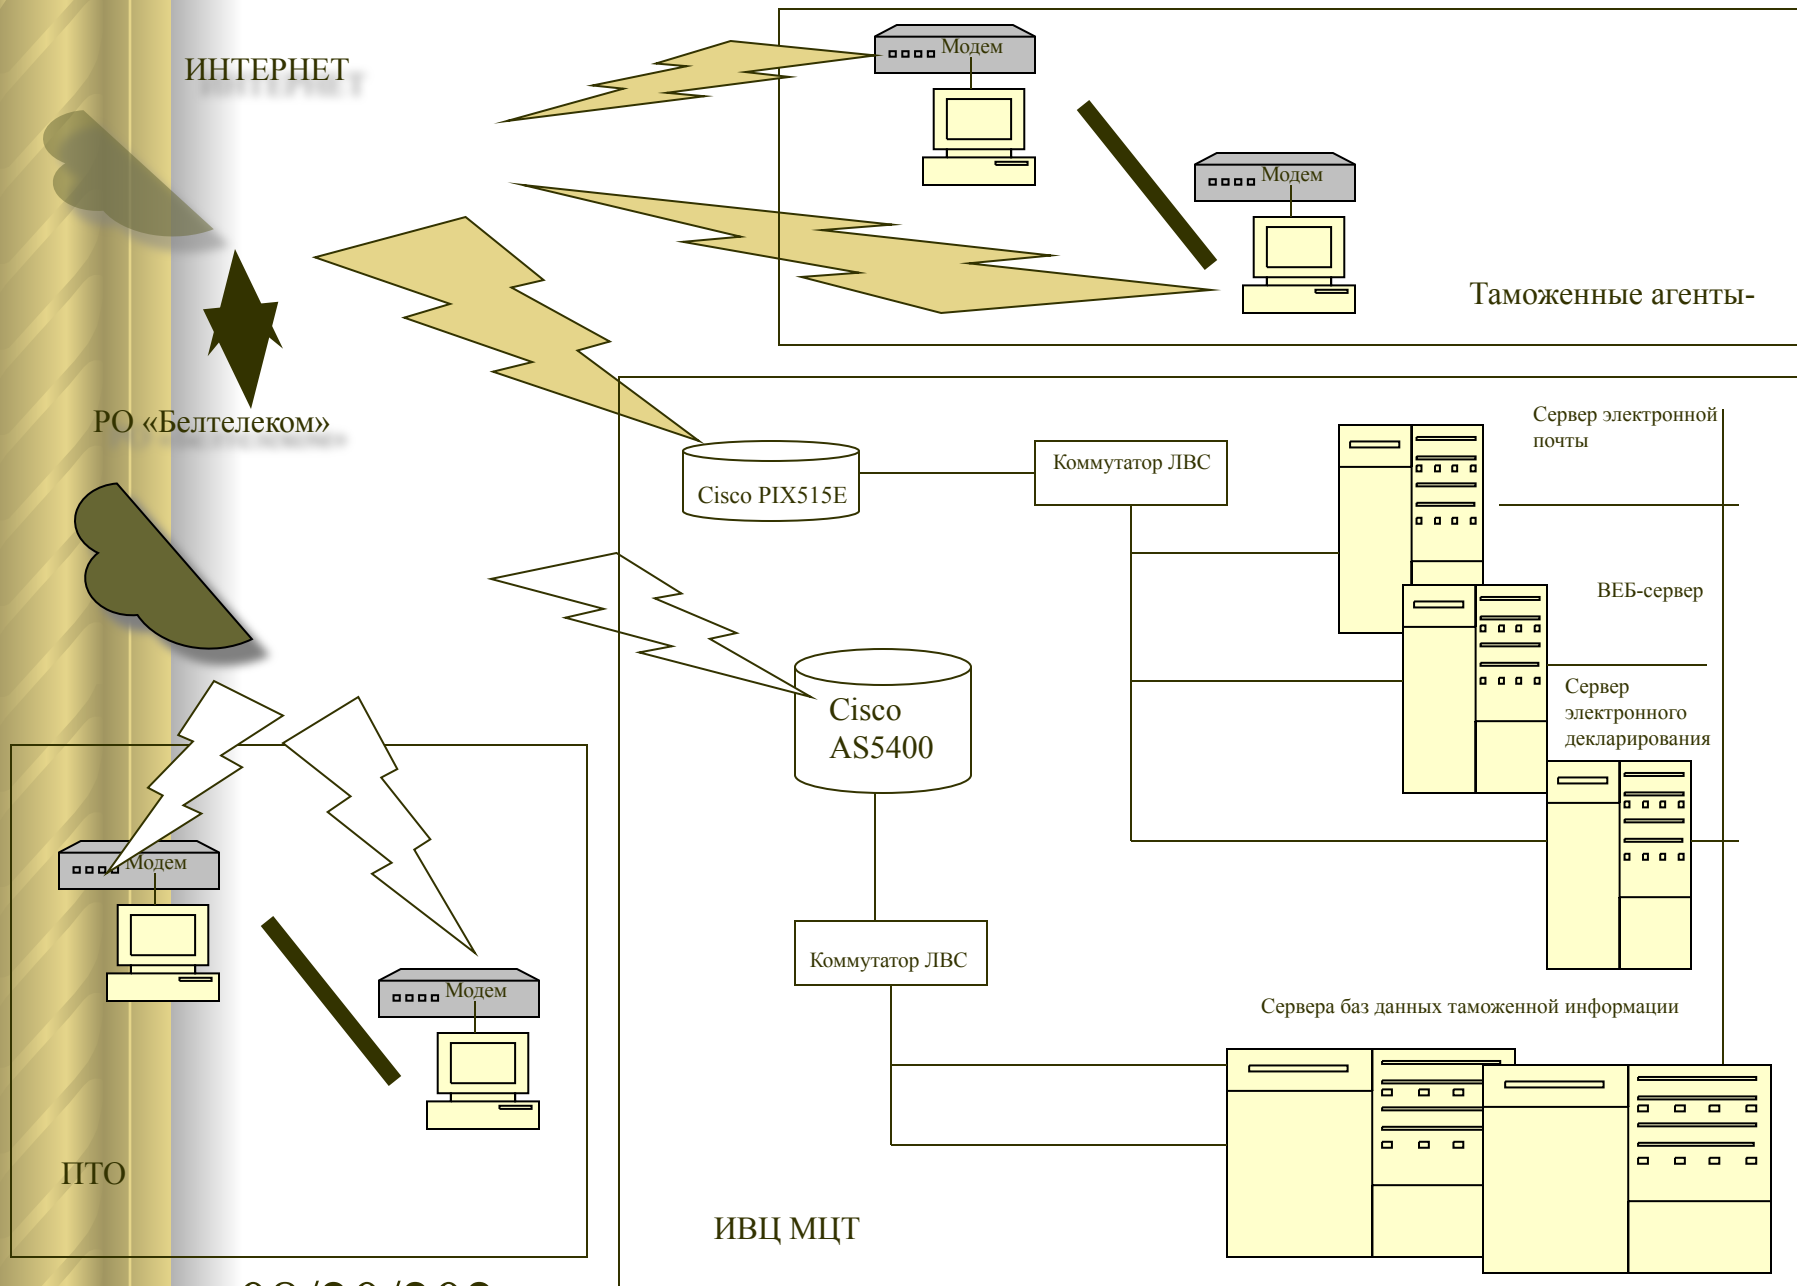 ИНТЕРНЕТ
Модем
Модем
Таможенные агенты-
РО «Белтелеком»
Сервер электронной
почты
Коммутатор ЛВС
Cisco PIX515E
ВЕБ-сервер
Сервер
электронного
декларирования
Cisco
AS5400
Модем
Коммутатор ЛВС
Модем
Сервера баз данных таможенной информации
ПТО
ИВЦ МЦТ